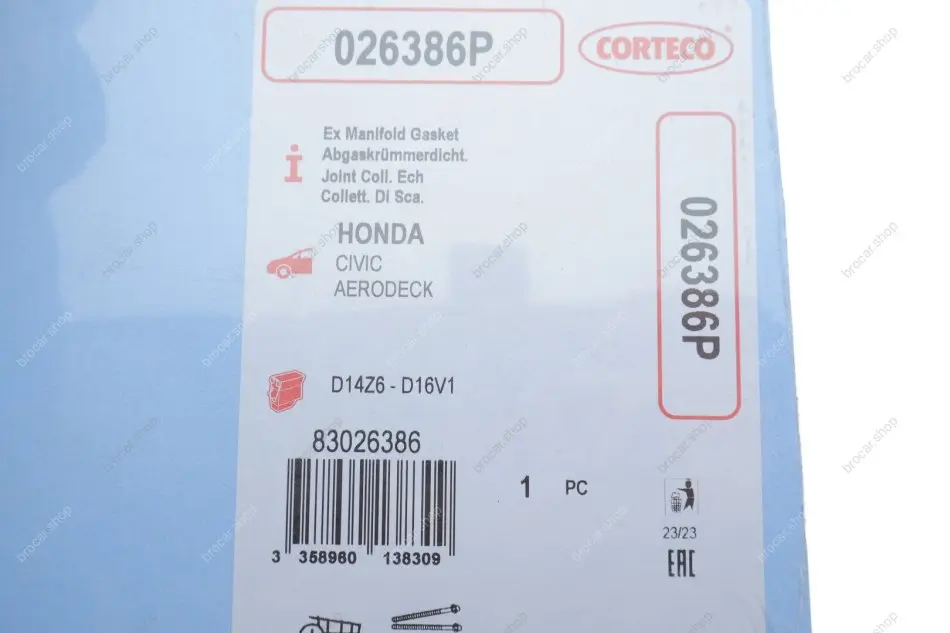 026386P
CORTECO
Ex Manifold Gasket
Abgaskrümmerdicht.
Joint Coll. Ech
Collett. Di Sca.
HONDA
CIVIC
AERODECK
026386P
D14Z6 - D16V1
83026386
1 PC
3 358960 138309
23/23
EAC
brocar.shop